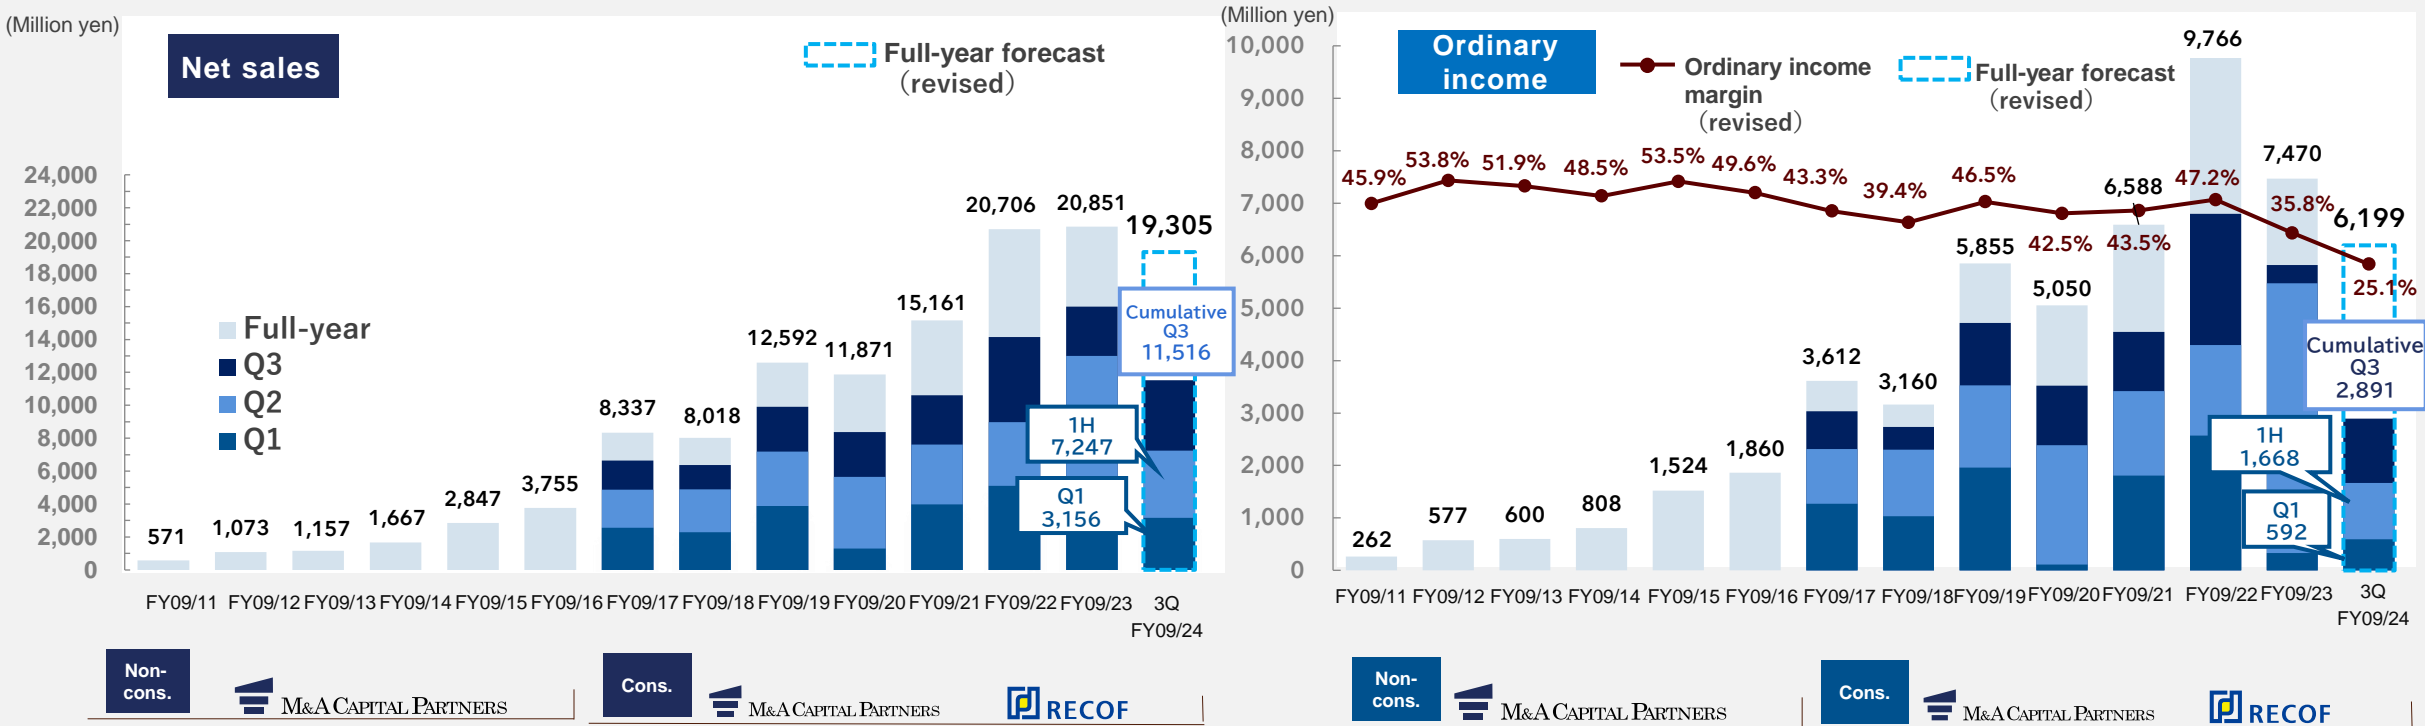 (Million yen)
Net sales
Full-year forecast
（revised）
24,000
22,000
20,000
18,000
16,000
14,000
12,000
10,000
8,000
6,000
4,000
2,000
0
Full-year
Q3
Q2
Q1
571
1,073
1,157
1,667
2,847
3,755
8,337
8,018
12,592
11,871
15,161
20,706
20,851
19,305
Cumulative
Q3
11,516
1H
7,247
Q1
3,156
FY09/11
FY09/12
FY09/13
FY09/14
FY09/15
FY09/16
FY09/17
FY09/18
FY09/19
FY09/20
FY09/21
FY09/22
FY09/23
3Q
FY09/24
Non-
cons.
M&A CAPITAL PARTNERS
Cons.
M&A CAPITAL PARTNERS
RECOF
(Million yen)
Ordinary
income
Ordinary income
margin
（revised）
Full-year forecast
（revised）
10,000
9,000
8,000
7,000
6,000
5,000
4,000
3,000
2,000
1,000
0
45.9%
53.8%
51.9%
48.5%
53.5%
49.6%
43.3%
39.4%
46.5%
42.5%
43.5%
47.2%
35.8%
25.1%
262
577
600
808
1,524
1,860
3,612
3,160
5,855
5,050
6,588
9,766
7,470
6,199
Cumulative
Q3
2,891
1H
1,668
Q1
592
FY09/11
FY09/12
FY09/13
FY09/14
FY09/15
FY09/16
FY09/17
FY09/18
FY09/19
FY09/20
FY09/21
FY09/22
FY09/23
3Q
FY09/24
Non-
cons.
M&A CAPITAL PARTNERS
Cons.
M&A CAPITAL PARTNERS
RECOF